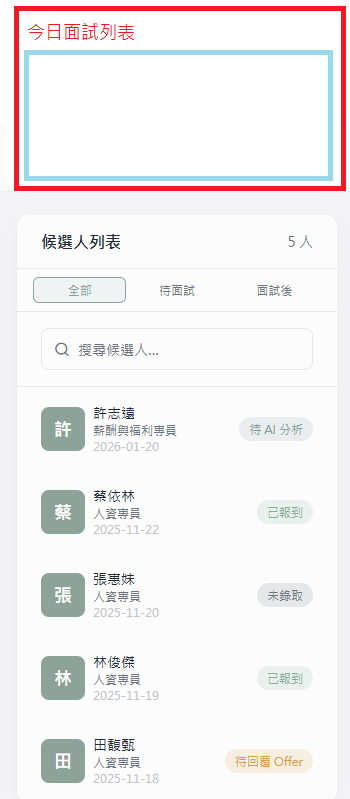 今日面試列表
候選人列表
5 人
全部
待面試
面試後
搜尋候選人...
許
許志遠
薪酬與福利專員
2026-01-20
待 AI 分析
蔡
蔡依林
人資專員
2025-11-22
已報到
張
張惠妹
人資專員
2025-11-20
未錄取
林
林俊傑
人資專員
2025-11-19
已報到
田
田馥甄
人資專員
2025-11-18
待回覆 Offer